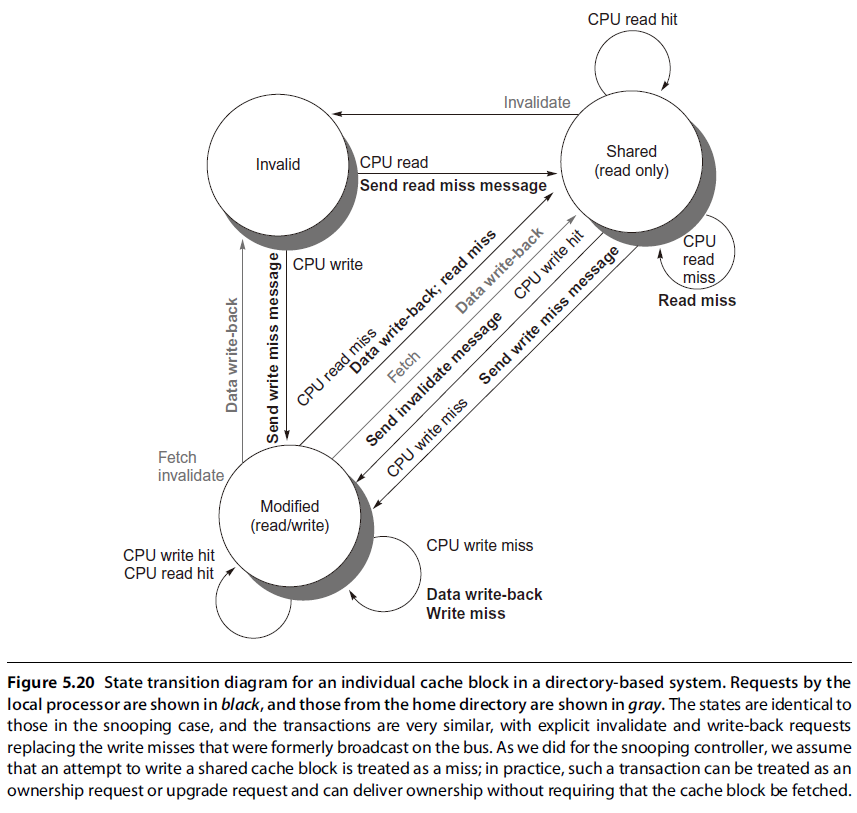 CPU read hit
Invalidate
Invalid
CPU read
Send read miss message
Shared
(read only)
CPU write
Send write miss message
Data write-back
Fetch
invalidate
CPU read miss
Data write-back; read miss
Fetch
Data write-back
CPU write hit
Send invalidate message
CPU write miss
Send write miss message
CPU
read
miss
Read miss
Modified
(read/write)
CPU write hit
CPU read hit
CPU write miss
Data write-back
Write miss
Figure 5.20 State transition diagram for an individual cache block in a directory-based system. Requests by the
local processor are shown in black, and those from the home directory are shown in gray. The states are identical to
those in the snooping case, and the transactions are very similar, with explicit invalidate and write-back requests
replacing the write misses that were formerly broadcast on the bus. As we did for the snooping controller, we assume
that an attempt to write a shared cache block is treated as a miss; in practice, such a transaction can be treated as an
ownership request or upgrade request and can deliver ownership without requiring that the cache block be fetched.